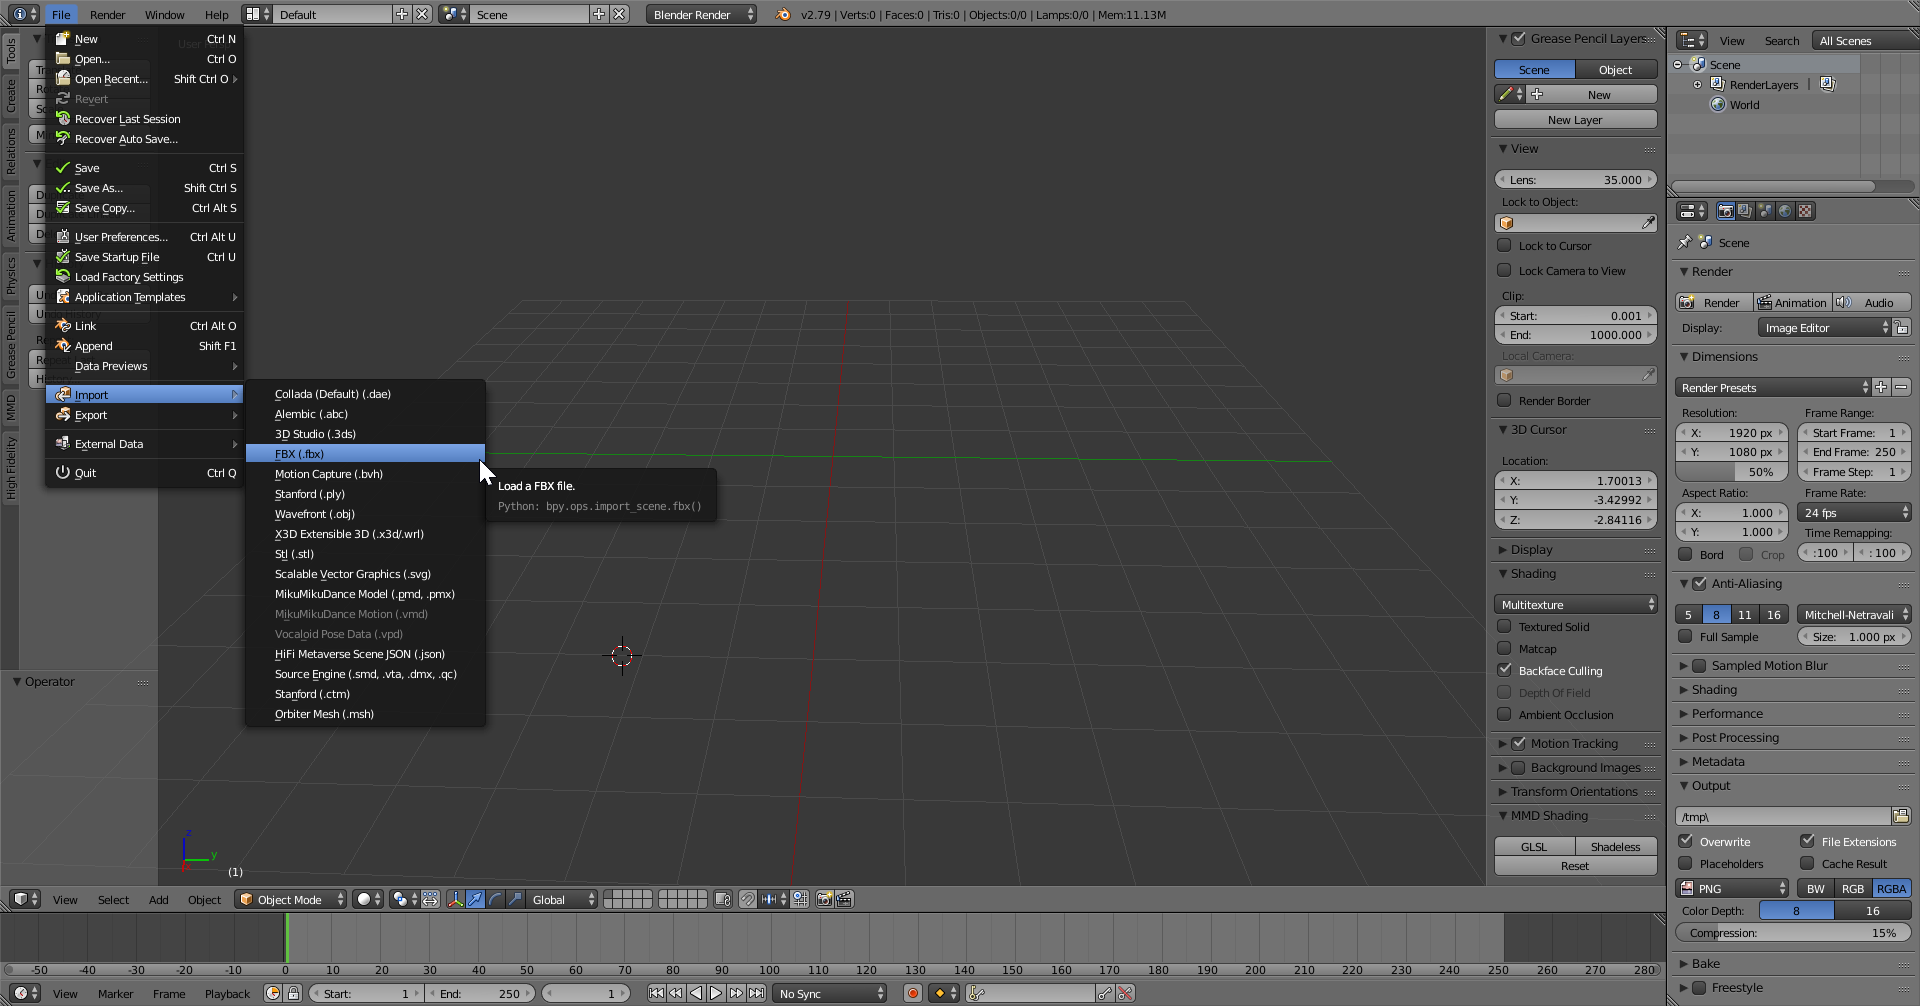 File Render Window Help Default Scene Blender Render v2.79 | Verts:0 | Faces:0 | Tris:0 | Objects:0/0 | Lamps:0/0 | Mem:11.13M
New Ctrl N
Open... Ctrl O
Open Recent... Shift Ctrl O
Revert
Recover Last Session
Recover Auto Save...
Save Ctrl S
Save As... Shift Ctrl S
Save Copy... Ctrl Alt S
User Preferences... Ctrl Alt U
Save Startup File Ctrl U
Load Factory Settings
Application Templates
Link Ctrl Alt O
Append Shift F1
Data Previews
Import
Export
External Data
Quit Ctrl Q
Tools
Create
Relations
Animation
Physics
Grease Pencil
MMD
High Fidelity
Operator
Collada (Default) (.dae)
Alembic (.abc)
3D Studio (.3ds)
FBX (.fbx)
Motion Capture (.bvh)
Stanford (.ply)
Wavefront (.obj)
X3D Extensible 3D (.x3d/.wrl)
Stl (.stl)
Scalable Vector Graphics (.svg)
MikuMikuDance Model (.pmd, .pmx)
MikuMikuDance Motion (.vmd)
Vocaloid Pose Data (.vpd)
HiFi Metaverse Scene JSON (.json)
Source Engine (.smd, .vta, .dmx, .qc)
Stanford (.ctm)
Orbiter Mesh (.msh)
Load a FBX file.
Python: bpy.ops.import_scene.fbx()
z
y
(1)
Grease Pencil Layers
Scene Object
New
New Layer
View
Lens: 35.000
Lock to Object:
Lock to Cursor
Lock Camera to View
Clip:
Start: 0.001
End: 1000.000
Local Camera:
Render Border
3D Cursor
Location:
X: 1.70013
Y: -3.42992
Z: -2.84116
Display
Shading
Multitexture
Textured Solid
Matcap
Backface Culling
Depth Of Field
Ambient Occlusion
Motion Tracking
Background Images
Transform Orientations
MMD Shading
GLSL Shadeless
Reset
View Search All Scenes
Scene
RenderLayers |
World
Scene
Render
Render Animation Audio
Display: Image Editor
Dimensions
Render Presets
Resolution: Frame Range:
X: 1920 px Start Frame: 1
Y: 1080 px End Frame: 250
50% Frame Step: 1
Aspect Ratio: Frame Rate:
X: 1.000 24 fps
Y: 1.000 Time Remapping:
Bord Crop :100 : 100
Anti-Aliasing
5 8 11 16 Mitchell-Netravali
Full Sample Size: 1.000 px
Sampled Motion Blur
Shading
Performance
Post Processing
Metadata
Output
/tmp\
Overwrite File Extensions
Placeholders Cache Result
PNG BW RGB RGBA
Color Depth: 8 16
Compression: 15%
Bake
Freestyle
View Select Add Object Object Mode Global
-50 -40 -30 -20 -10 0 10 20 30 40 50 60 70 80 90 100 110 120 130 140 150 160 170 180 190 200 210 220 230 240 250 260 270 280
View Marker Frame Playback Start: 1 End: 250 1 No Sync